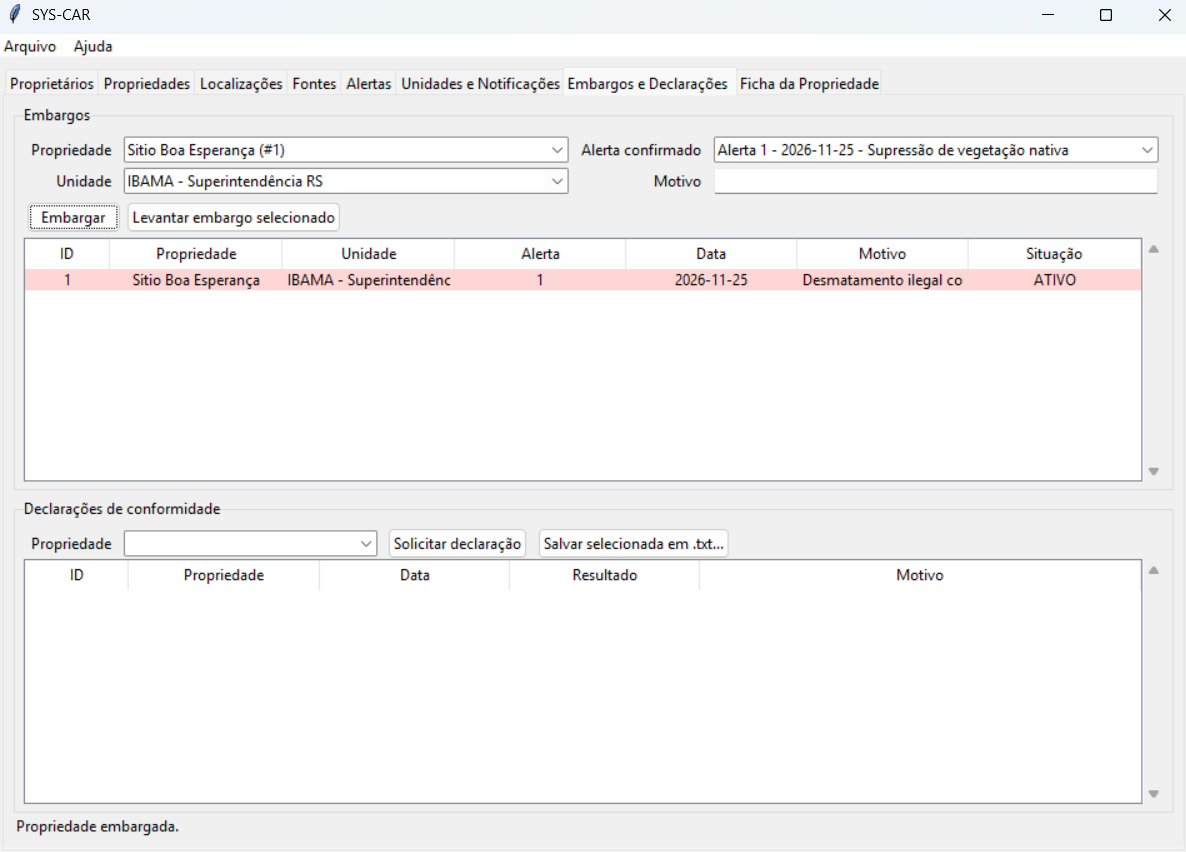 SYS-CAR
Arquivo Ajuda
Proprietários Propriedades Localizações Fontes Alertas Unidades e Notificações Embargos e Declarações Ficha da Propriedade
Embargos
Propriedade Sitio Boa Esperança (#1) Alerta confirmado Alerta 1 - 2026-11-25 - Supressão de vegetação nativa
Unidade IBAMA - Superintendência RS Motivo
Embargar Levantar embargo selecionado
ID Propriedade Unidade Alerta Data Motivo Situação
1 Sitio Boa Esperança IBAMA - Superintendênc 1 2026-11-25 Desmatamento ilegal co ATIVO
Declarações de conformidade
Propriedade Solicitar declaração Salvar selecionada em .txt...
ID Propriedade Data Resultado Motivo
Propriedade embargada.